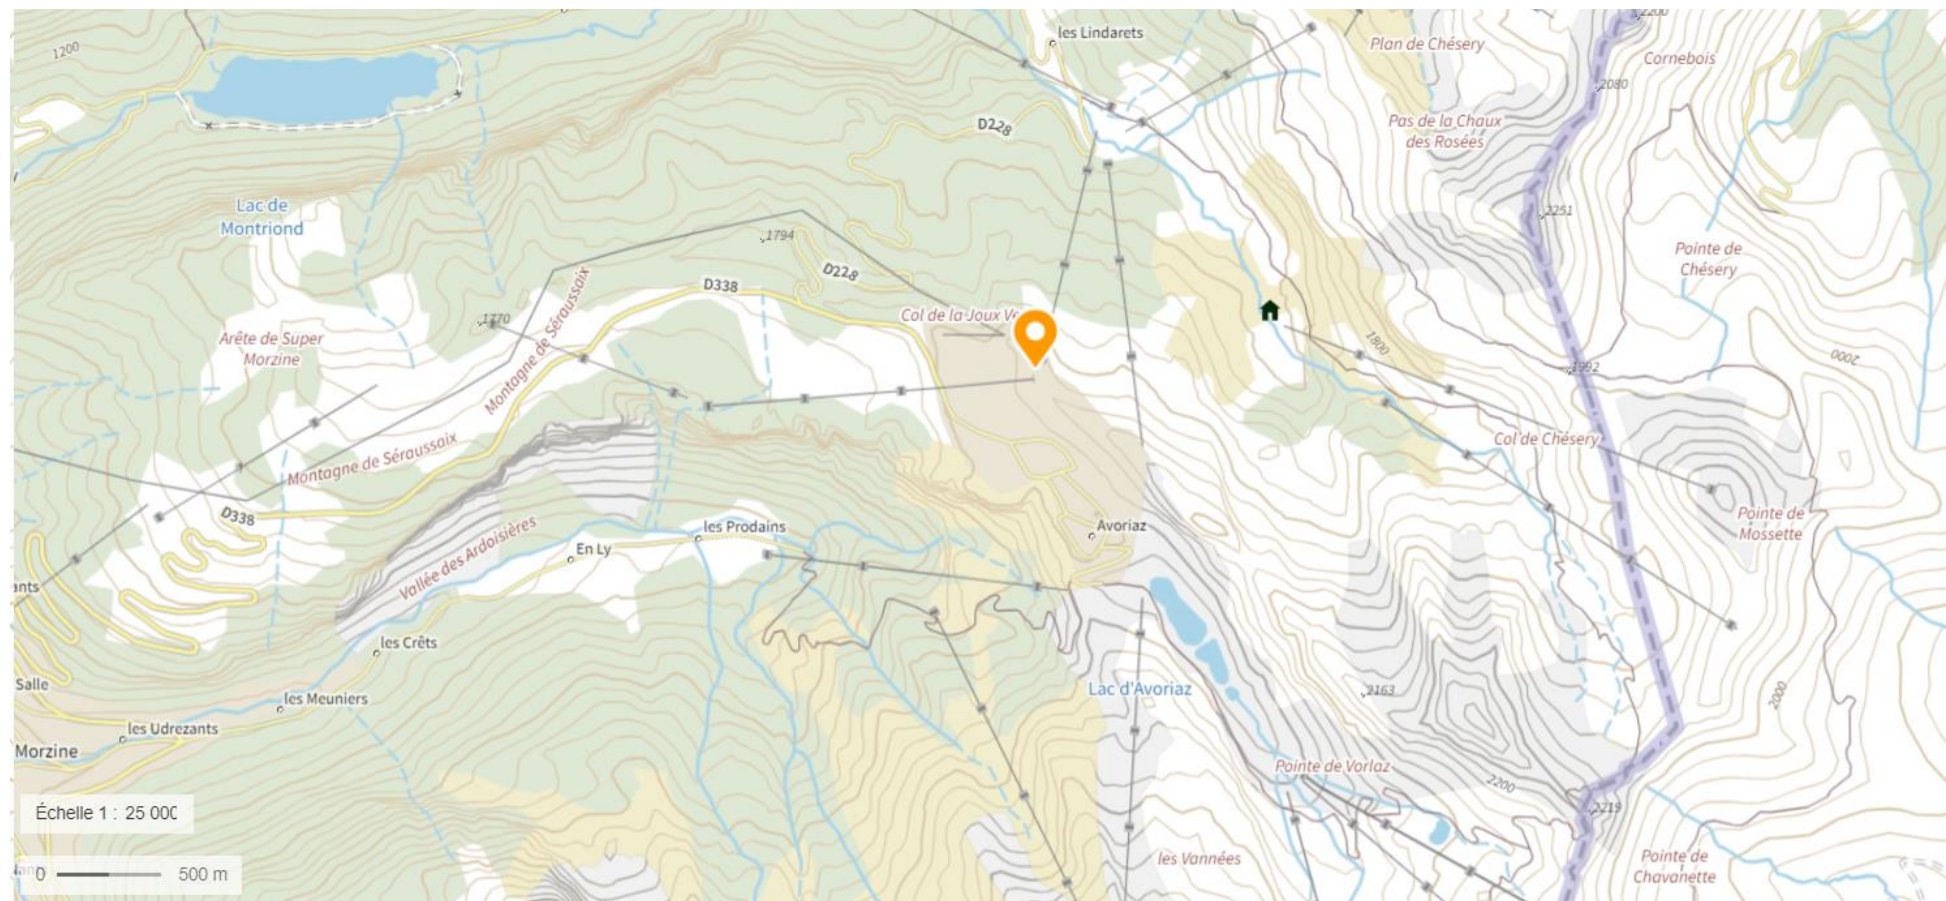 2200
les Lindarets
Plan de Chésery
1200
Cornebois
2080
D228
Pas de la Chaux
des Rosées
Lac de
Montriond
2251
1794
Pointe de
Chésery
D228
D338
Col de la Joux Ve
1770
Montagne de Séraussaix
Arête de Super
Morzine
1800
2000
1992
Montagne de Séraussaix
Col de Chésery
D338
Pointe de
Mossette
les Prodains
Avoriaz
En Ly
Vallée des Ardoisières
ants
les Crêts
Salle
les Meuniers
Lac d'Avoriaz
2163
2000
les Udrezants
Morzine
Pointe de Vorlaz
2200
Échelle 1 : 25 000
2219
les Vannées
Pointe de
Chavanette
0
500 m